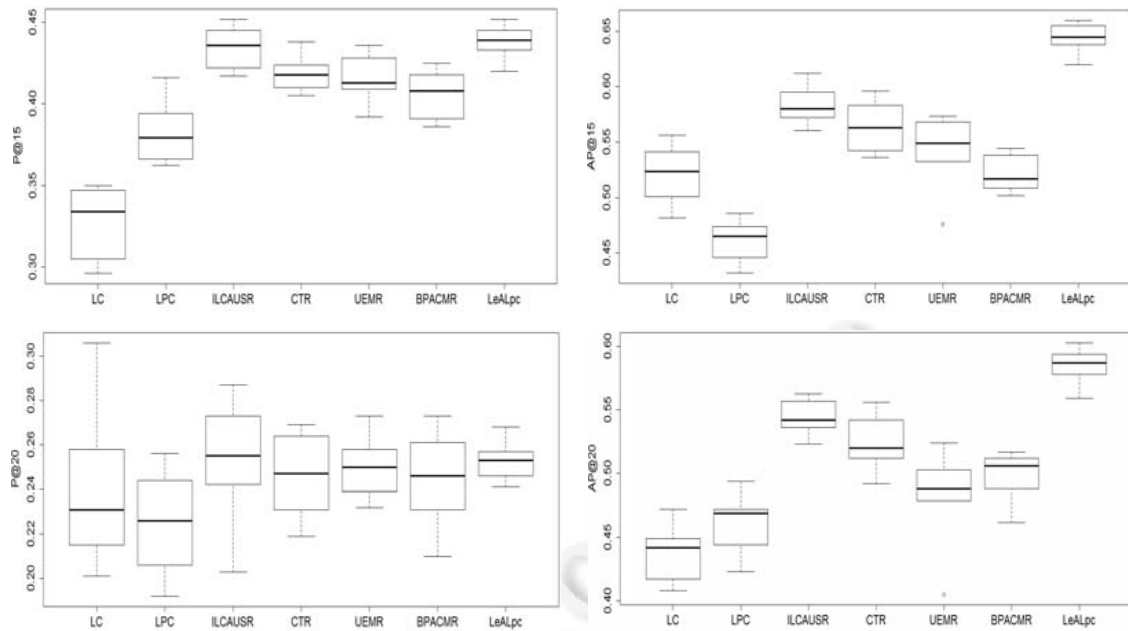 P@15
0.45
0.40
0.35
0.30
LC LPC ILCAUSR CTR UEMR BPACMR LeALpc
AP@15
0.65
0.60
0.55
0.50
0.45
LC LPC ILCAUSR CTR UEMR BPACMR LeALpc
P@20
0.30
0.28
0.26
0.24
0.22
0.20
LC LPC ILCAUSR CTR UEMR BPACMR LeALpc
AP@20
0.60
0.55
0.50
0.45
0.40
LC LPC ILCAUSR CTR UEMR BPACMR LeALpc